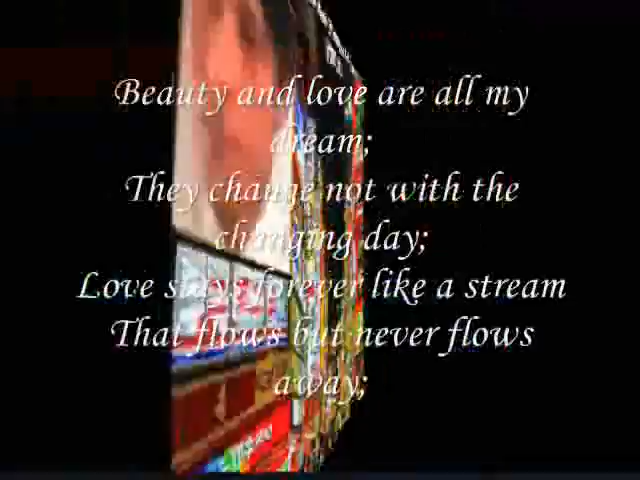 Beauty and love are all my
dream;
They change not with the
changing day;
Love stays forever like a stream
That flows but never flows
away;